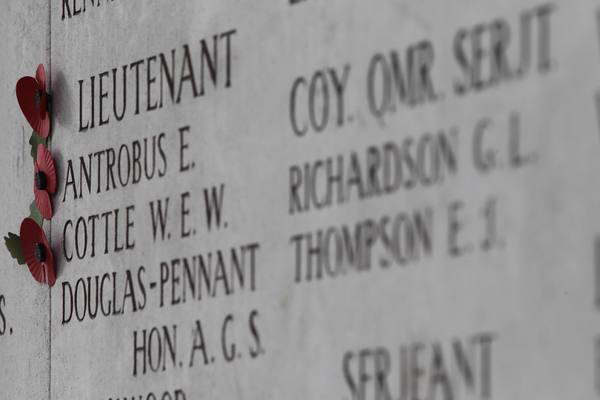 LIEUTENANT
ANTROBUS E.
COTTLE W. E. W.
DOUGLAS-PENNANT
HON. A. G. S.
COY. QMR. SERJT.
RICHARDSON G. L.
THOMPSON E. J.
SERJEANT